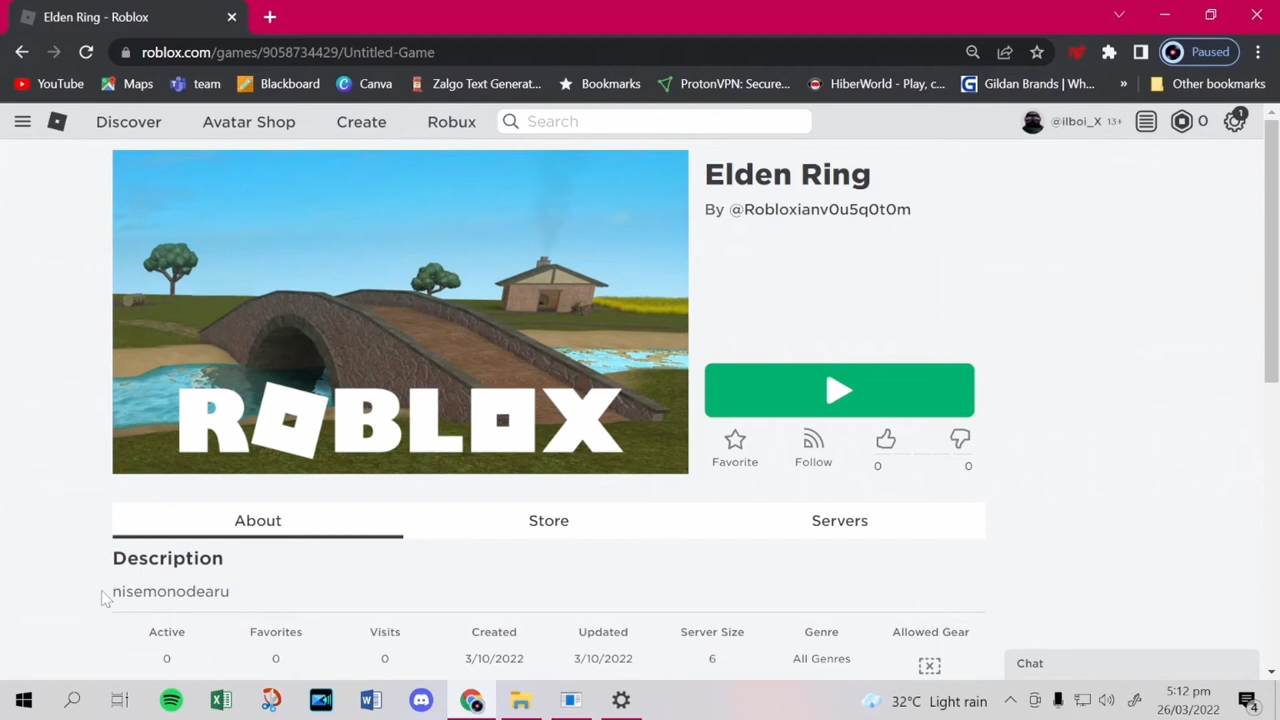 Elden Ring - Roblox
roblox.com/games/9058734429/Untitled-Game
Paused
YouTube
Maps
team
Blackboard
Canva
Zalgo Text Generat...
Bookmarks
ProtonVPN: Secure...
HiberWorld - Play, c...
Gildan Brands | Wh...
»
Other bookmarks
Discover
Avatar Shop
Create
Robux
Search
@ilboi_X 13+
0
1
Elden Ring
By @Robloxianv0u5q0t0m
ROBLOX
Favorite
Follow
0
0
About
Store
Servers
Description
nisemonodearu
Active Favorites Visits Created Updated Server Size Genre Allowed Gear
0 0 0 3/10/2022 3/10/2022 6 All Genres
Chat
32°C Light rain
5:12 pm
26/03/2022
4